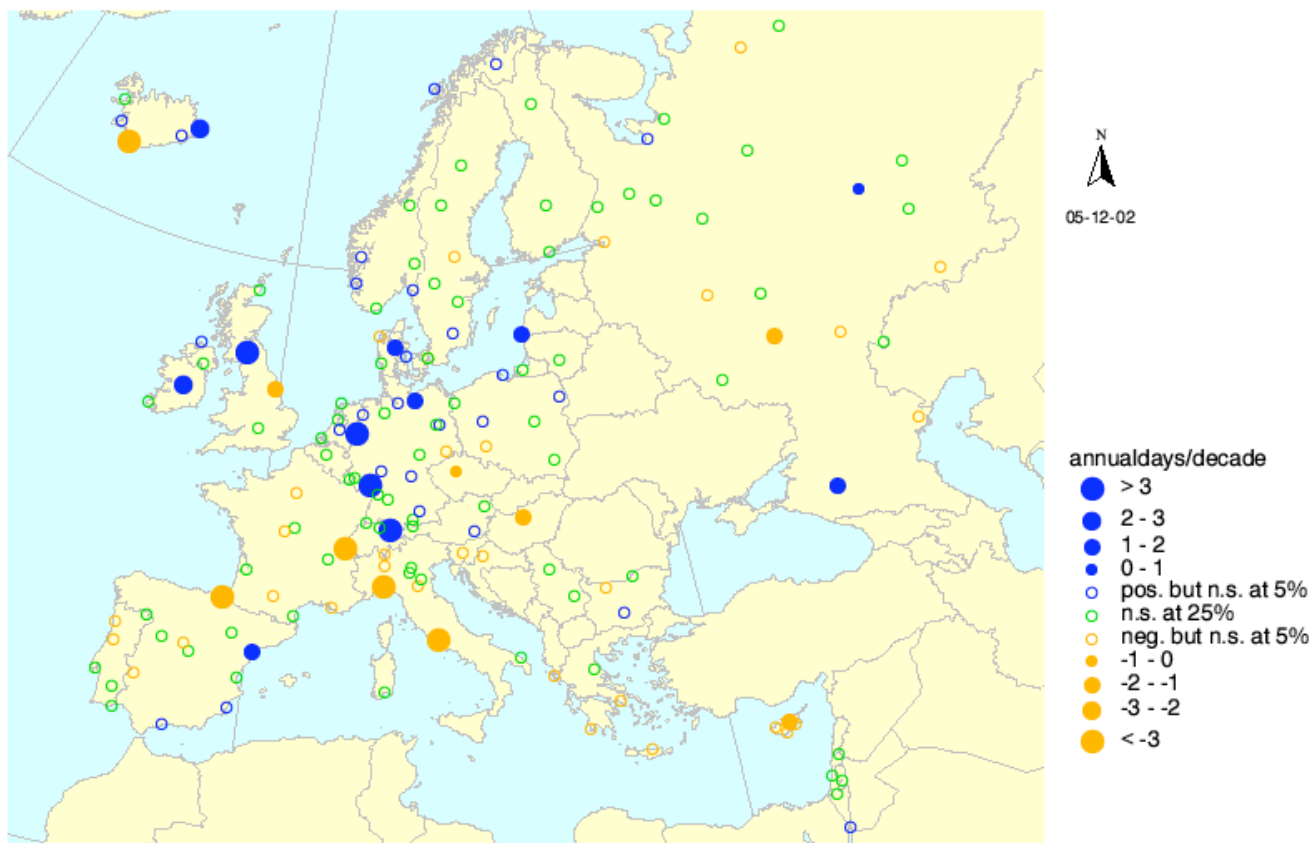 N
05-12-02
annualdays/decade
> 3
2 - 3
1 - 2
0 - 1
pos. but n.s. at 5%
n.s. at 25%
neg. but n.s. at 5%
-1 - 0
-2 - -1
-3 - -2
< -3